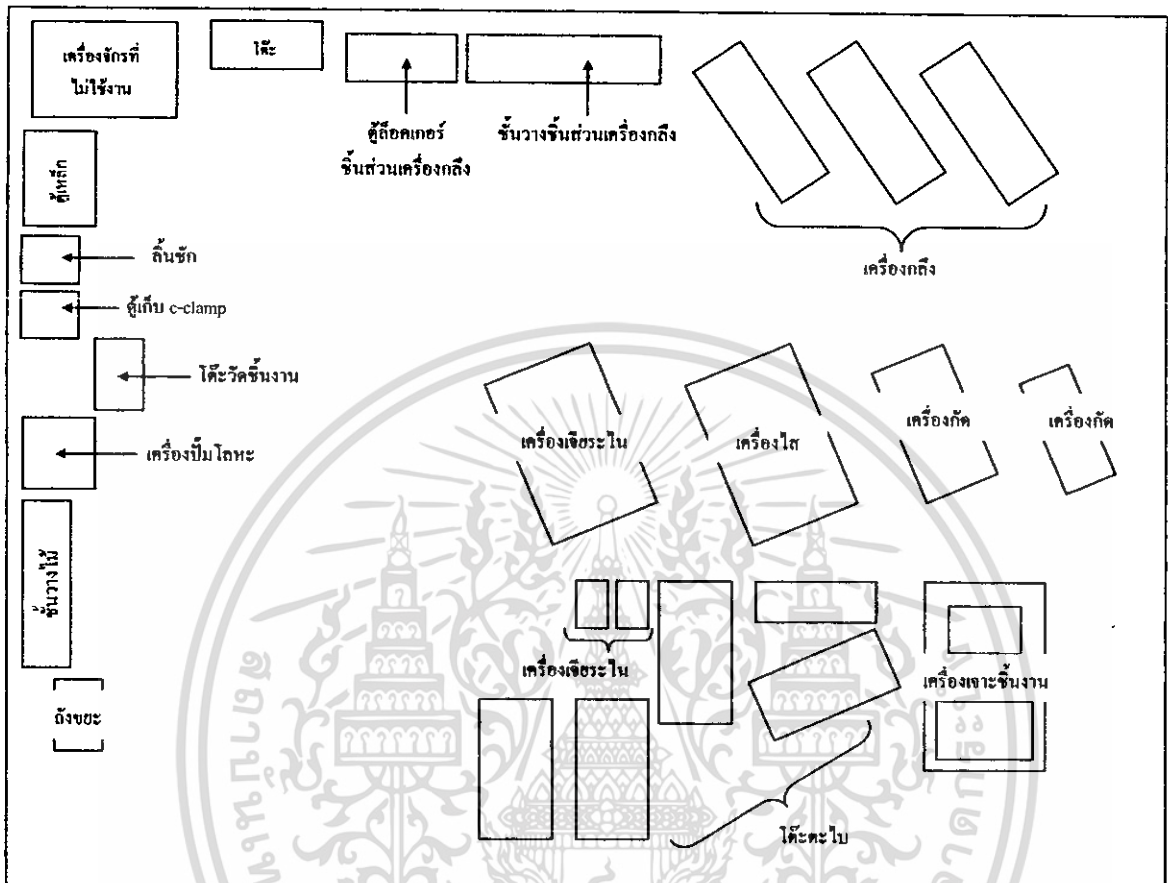 เครื่องจักรที่
ไม่ใช้งาน
โต๊ะ
ตู้ล็อคเกอร์
ชิ้นส่วนเครื่องกลึง
ชั้นวางชิ้นส่วนเครื่องกลึง
เครื่องกลึง
ตู้เหล็ก
ลิ้นชัก
ตู้เก็บ c-clamp
โต๊ะวัดชิ้นงาน
เครื่องปั๊มโลหะ
เครื่องเจียระไน
เครื่องไส
เครื่องกัด
เครื่องกัด
ชั้นวางไม้
เครื่องเจียระไน
เครื่องเจาะชิ้นงาน
ถังขยะ
โต๊ะตะไบ